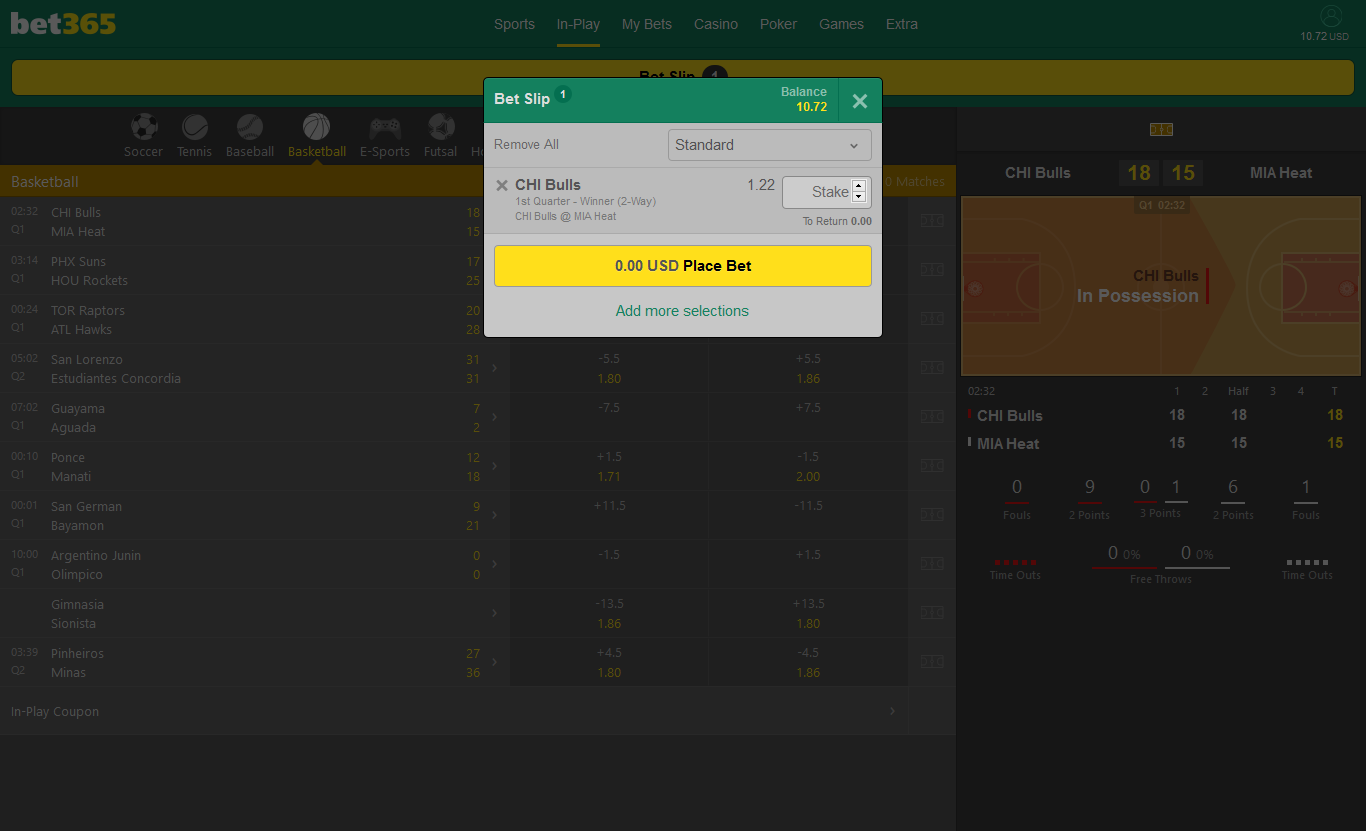 bet365
Sports In-Play My Bets Casino Poker Games Extra
10.72 USD
Bet Slip 1
Bet Slip 1
Balance
10.72
Remove All
Standard
CHI Bulls 1.22 Stake
1st Quarter - Winner (2-Way)
CHI Bulls @ MIA Heat
To Return 0.00
0.00 USD Place Bet
Add more selections
Soccer Tennis Baseball Basketball E-Sports Futsal
Basketball
0 Matches
02:32 CHI Bulls 18
Q1 MIA Heat 15
03:14 PHX Suns 17
Q1 HOU Rockets 25
00:24 TOR Raptors 20
Q1 ATL Hawks 28
05:02 San Lorenzo 31 -5.5 +5.5
Q2 Estudiantes Concordia 31 1.80 1.86
07:02 Guayama 7 -7.5 +7.5
Q1 Aguada 2
00:10 Ponce 12 +1.5 -1.5
Q1 Manati 18 1.71 2.00
00:01 San German 9 +11.5 -11.5
Q1 Bayamon 21
10:00 Argentino Junin 0 -1.5 +1.5
Q1 Olimpico 0
Gimnasia -13.5 +13.5
Sionista 1.86 1.80
03:39 Pinheiros 27 +4.5 -4.5
Q2 Minas 36 1.80 1.86
In-Play Coupon
CHI Bulls 18 15 MIA Heat
Q1 02:32
CHI Bulls
In Possession
02:32 1 2 Half 3 4 T
CHI Bulls 18 18 18
MIA Heat 15 15 15
0 9 0 1 6 1
Fouls 2 Points 3 Points 2 Points Fouls
0 0% 0 0%
Time Outs Free Throws Time Outs